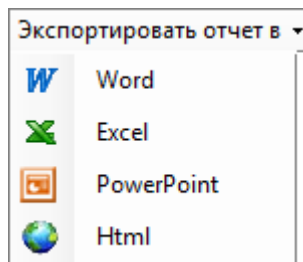 Экспортировать отчет в
Word
Excel
PowerPoint
Html